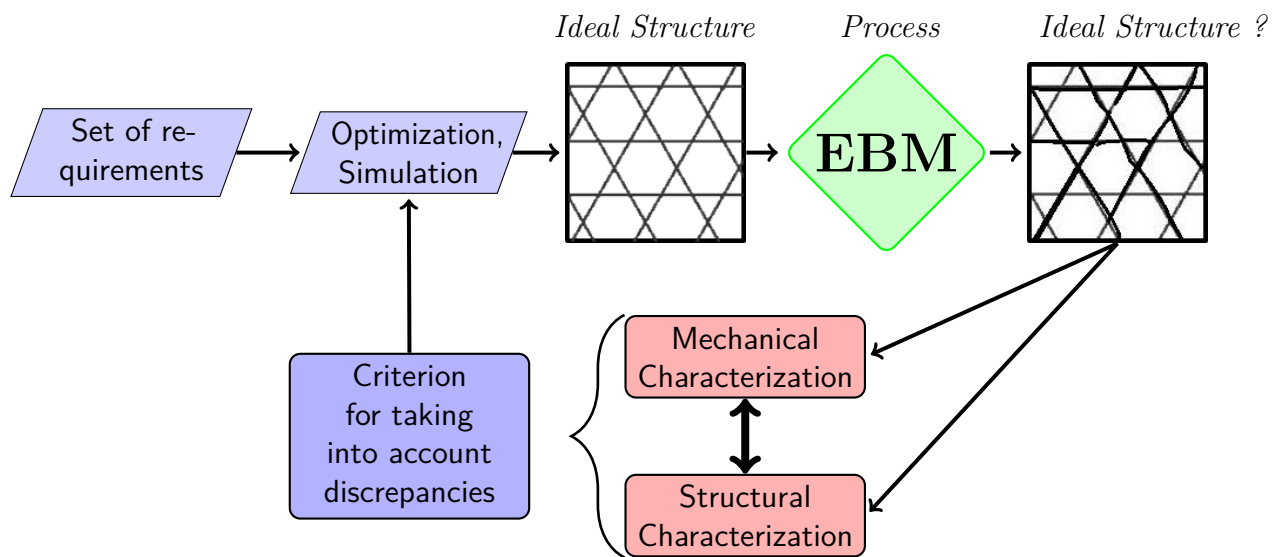 Ideal Structure
Process
Ideal Structure ?
Set of re-
quirements
Optimization,
Simulation
EBM
Mechanical
Characterization
Criterion
for taking
into account
discrepancies
Structural
Characterization